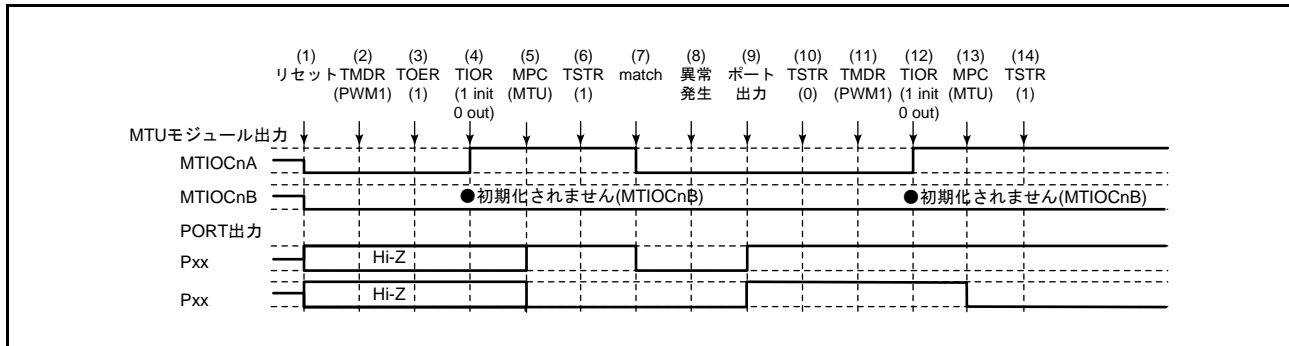 (1) (2) (3) (4) (5) (6) (7) (8) (9) (10) (11) (12) (13) (14)
リセット TMDR TOER TIOR MPC TSTR match 異常 ポート TSTR TMDR TIOR MPC TSTR
(PWM1) (1) (1 init (MTU) (1) 発生 出力 (0) (PWM1) (1 init (MTU) (1)
0 out) 0 out)
MTUモジュール出力
MTIOCnA
MTIOCnB ●初期化されません(MTIOCnB) ●初期化されません(MTIOCnB)
PORT出力
Pxx Hi-Z
Pxx Hi-Z